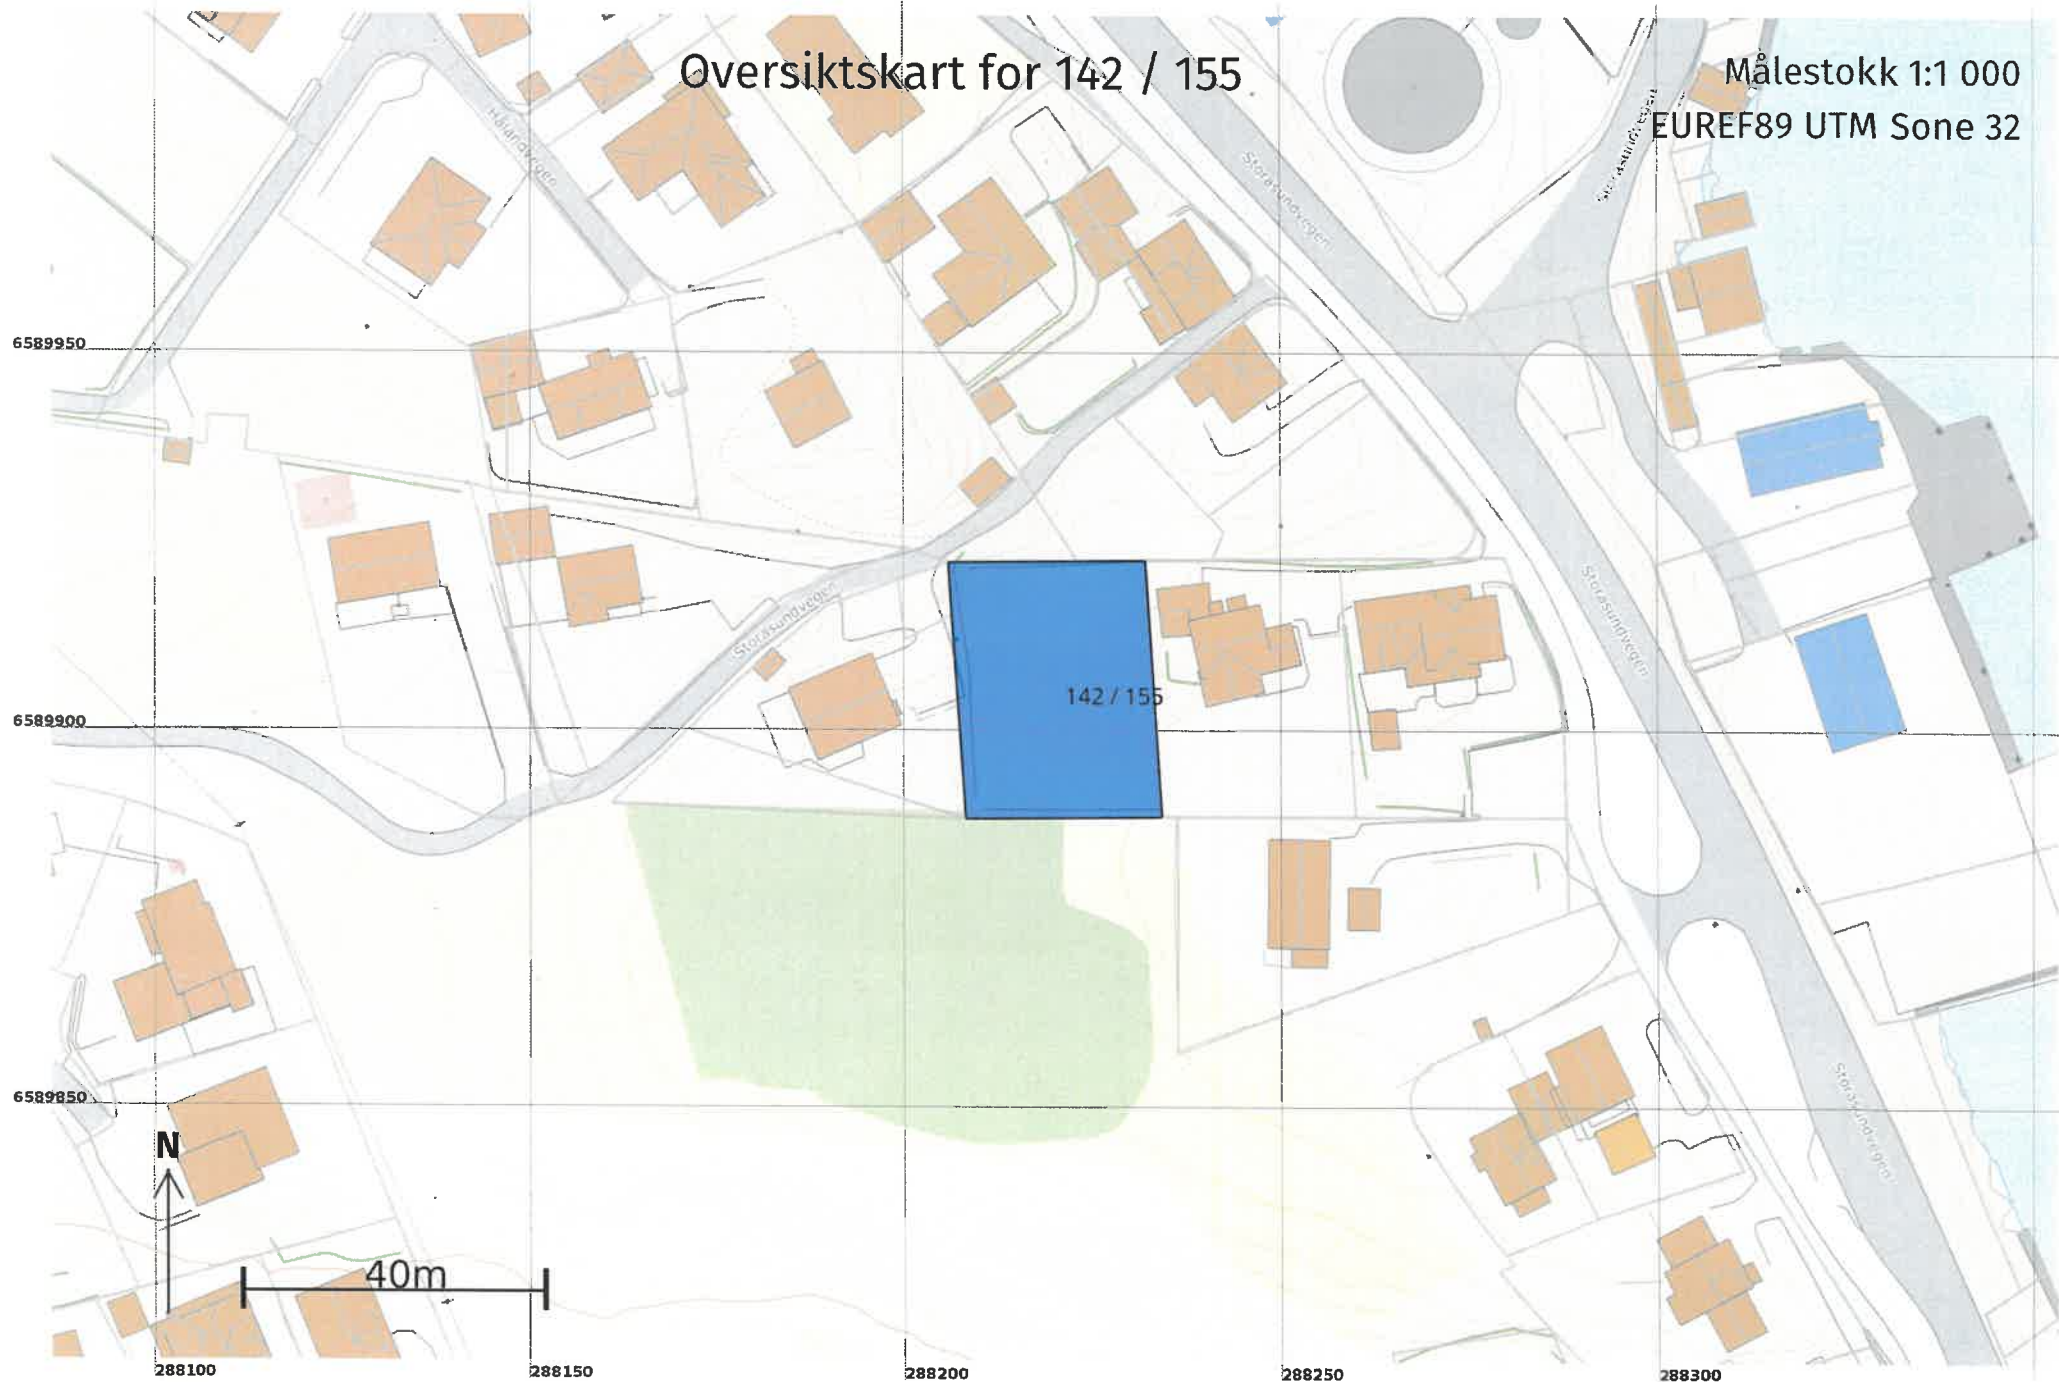 Oversiktskart for 142 / 155
Målestokk 1:1 000
EUREF89 UTM Sone 32
Hålandvegen
Storasundvegen
Storasundvegen
6589950
Storasundvegen
Storasundvegen
142 / 155
6589900
6589850
Storasundvegen
N
40m
288100
288150
288200
288250
288300